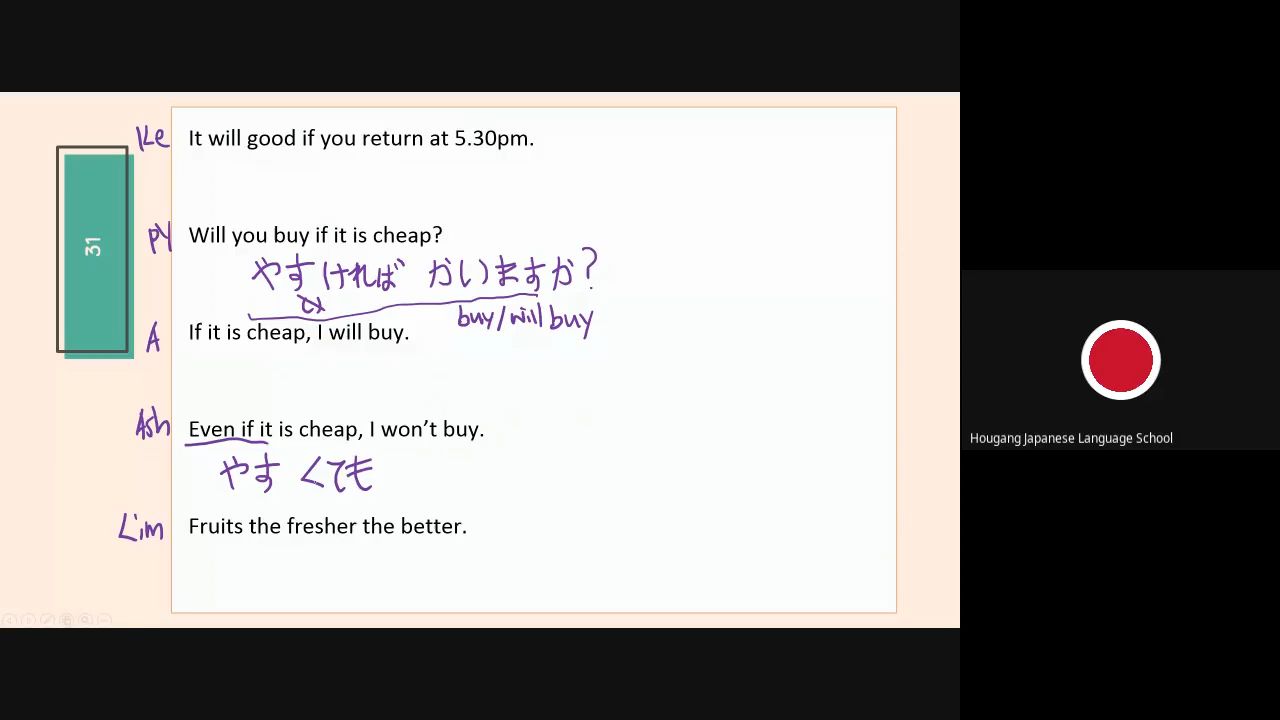 Ke It will good if you return at 5.30pm.
31
PY Will you buy if it is cheap?
やすければ かいますか?
い
buy/will buy
A If it is cheap, I will buy.
Ash Even if it is cheap, I won't buy.
やす くても
Lim Fruits the fresher the better.
Hougang Japanese Language School